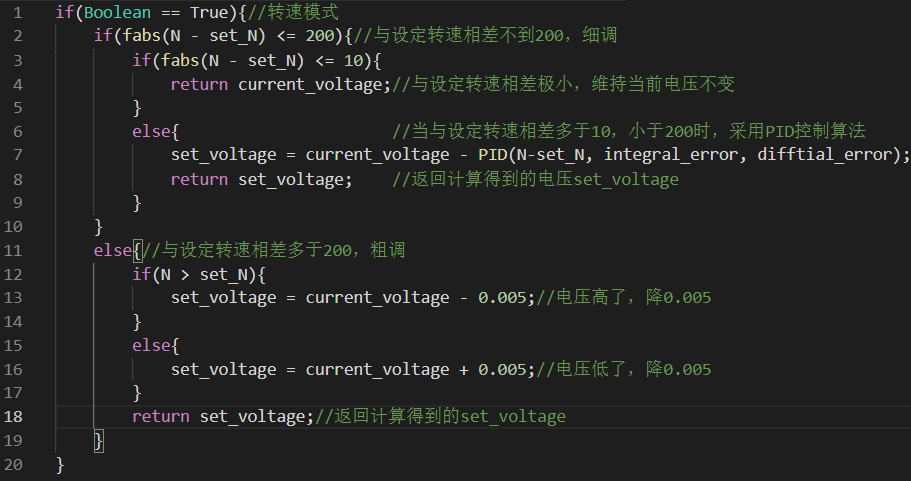 1 if(Boolean == True){//转速模式
2 if(fabs(N - set_N) <= 200){//与设定转速相差不到200，细调
3 if(fabs(N - set_N) <= 10){
4 return current_voltage;//与设定转速相差极小，维持当前电压不变
5 }
6 else{ //当与设定转速相差多于10，小于200时，采用PID控制算法
7 set_voltage = current_voltage - PID(N-set_N, integral_error, difftial_error);
8 return set_voltage; //返回计算得到的电压set_voltage
9 }
10 }
11 else{//与设定转速相差多于200，粗调
12 if(N > set_N){
13 set_voltage = current_voltage - 0.005;//电压高了，降0.005
14 }
15 else{
16 set_voltage = current_voltage + 0.005;//电压低了，降0.005
17 }
18 return set_voltage;//返回计算得到的set_voltage
19 }
20 }